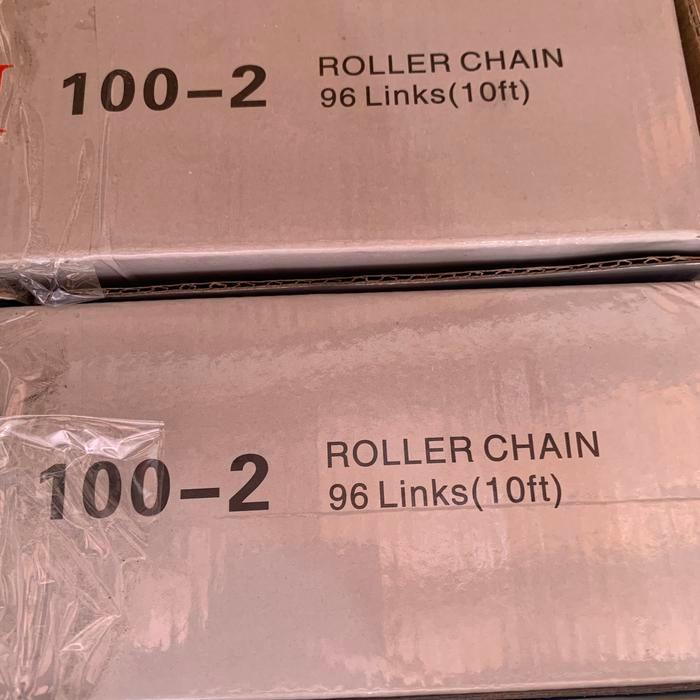 100-2
ROLLER CHAIN
96 Links(10ft)
100-2
ROLLER CHAIN
96 Links(10ft)